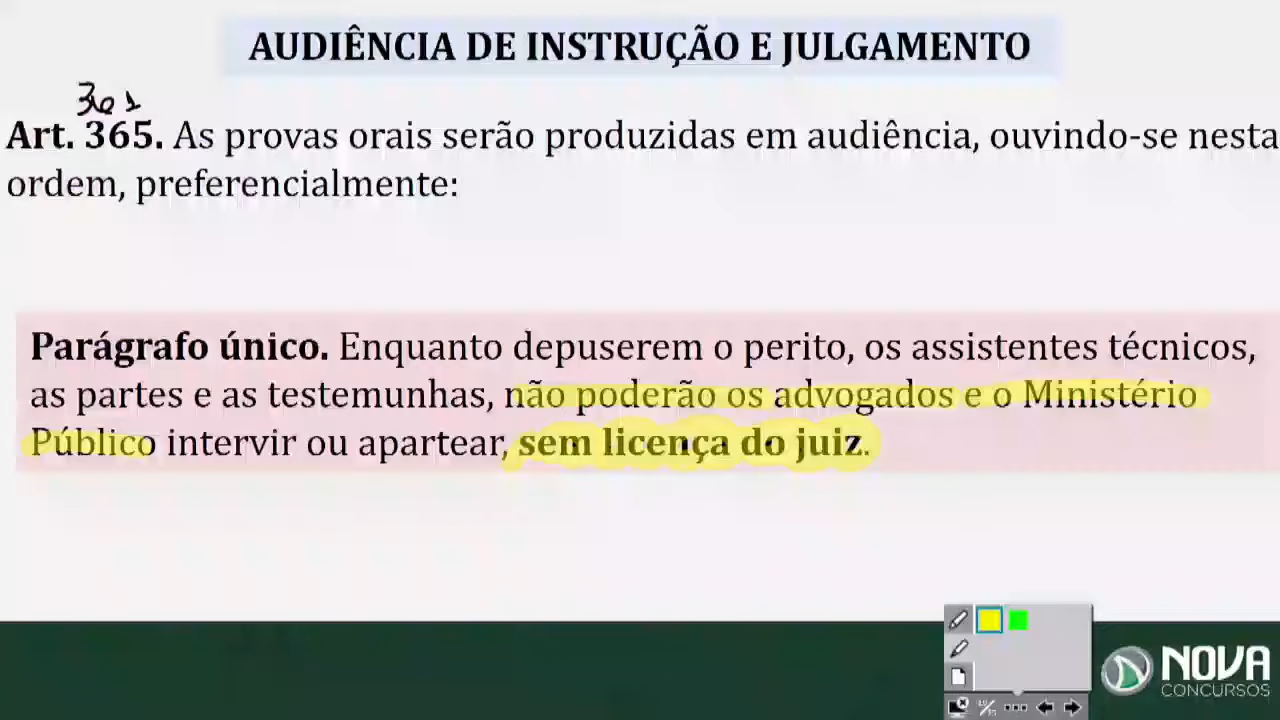 AUDIÊNCIA DE INSTRUÇÃO E JULGAMENTO
361
Art. 365. As provas orais serão produzidas em audiência, ouvindo-se nesta
ordem, preferencialmente:
Parágrafo único. Enquanto depuserem o perito, os assistentes técnicos,
as partes e as testemunhas, não poderão os advogados e o Ministério
Público intervir ou apartear, sem licença do juiz.
NOVA
CONCURSOS